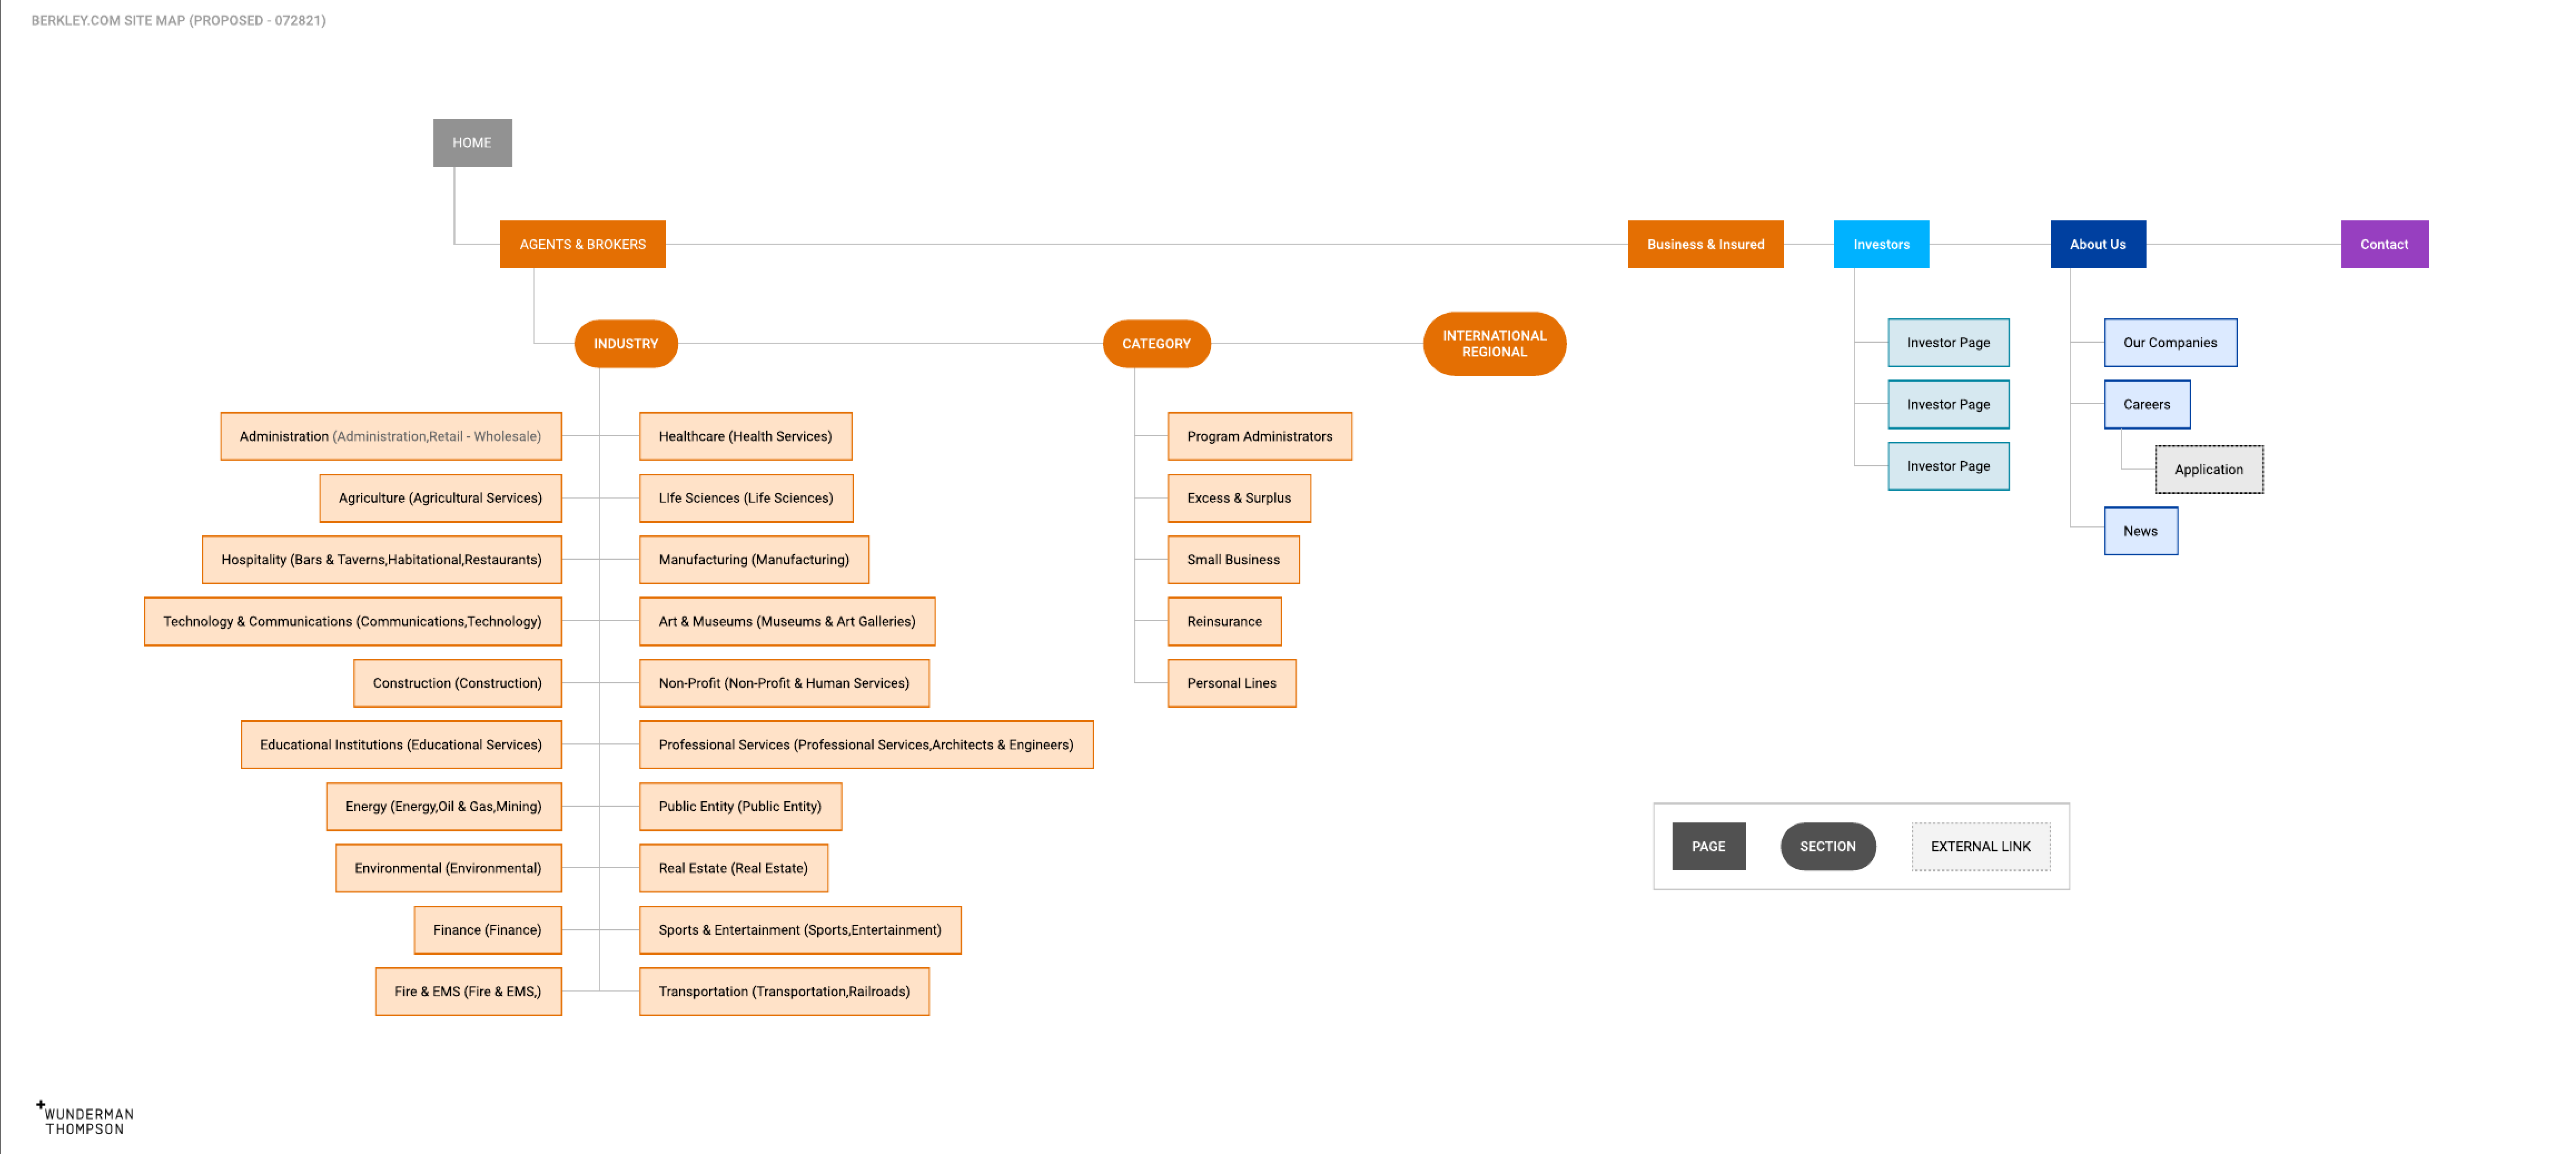 BERKLEY.COM SITE MAP (PROPOSED - 072821)
HOME
AGENTS & BROKERS
Business & Insured
Investors
About Us
Contact
INDUSTRY
CATEGORY
INTERNATIONAL
REGIONAL
Administration (Administration,Retail - Wholesale)
Agriculture (Agricultural Services)
Hospitality (Bars & Taverns,Habitational,Restaurants)
Technology & Communications (Communications,Technology)
Construction (Construction)
Educational Institutions (Educational Services)
Energy (Energy,Oil & Gas,Mining)
Environmental (Environmental)
Finance (Finance)
Fire & EMS (Fire & EMS,)
Healthcare (Health Services)
LIfe Sciences (Life Sciences)
Manufacturing (Manufacturing)
Art & Museums (Museums & Art Galleries)
Non-Profit (Non-Profit & Human Services)
Professional Services (Professional Services,Architects & Engineers)
Public Entity (Public Entity)
Real Estate (Real Estate)
Sports & Entertainment (Sports,Entertainment)
Transportation (Transportation,Railroads)
Program Administrators
Excess & Surplus
Small Business
Reinsurance
Personal Lines
Investor Page
Investor Page
Investor Page
Our Companies
Careers
Application
News
PAGE
SECTION
EXTERNAL LINK
WUNDERMAN
THOMPSON